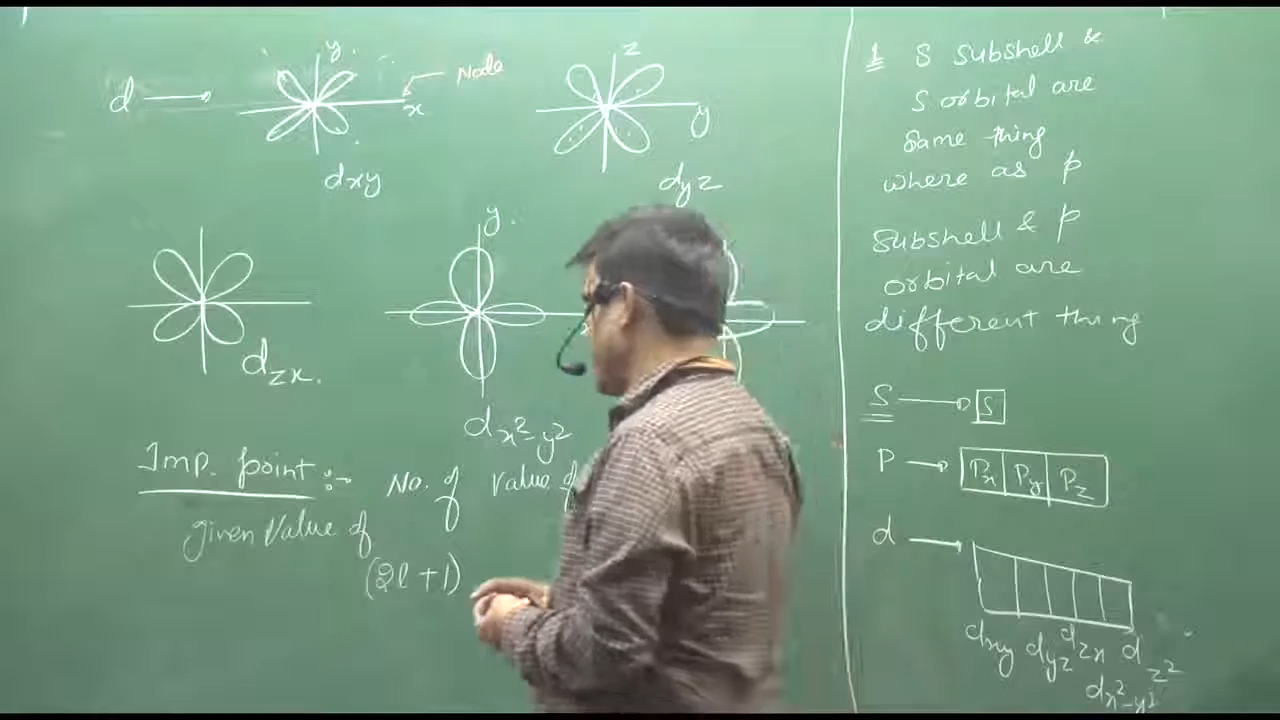 d → y x Node
dxy
z y
dyz
dzx.
y.
dx²-y²
Imp. point :- No. of value of
given value of
(2l + 1)
1 S subshell &
S orbital are
Same thing
where as p
Subshell & p
orbital are
different thing
S → S
P → Px Py Pz
d →
dxy dyz dzx dz²
dx²-y²